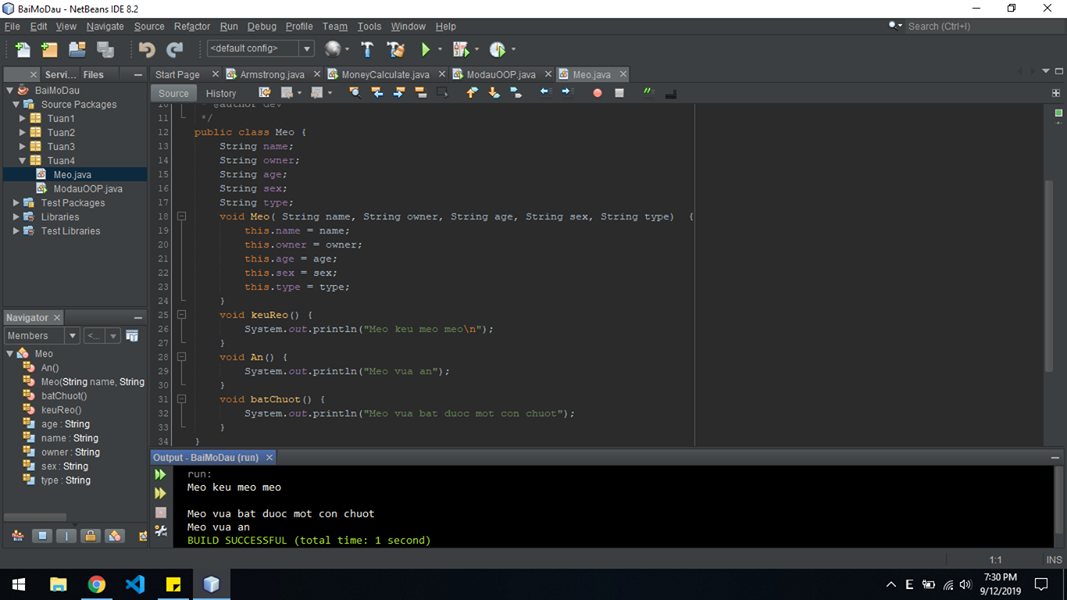 BaiMoDau - NetBeans IDE 8.2
File Edit View Navigate Source Refactor Run Debug Profile Team Tools Window Help
Search (Ctrl+I)
<default config>
Servi... Files
Start Page Armstrong.java MoneyCalculate.java ModauOOP.java Meo.java
Source History
BaiMoDau
Source Packages
Tuan1
Tuan2
Tuan3
Tuan4
Meo.java
ModauOOP.java
Test Packages
Libraries
Test Libraries
10 * @author dev
11 */
12 public class Meo {
13 String name;
14 String owner;
15 String age;
16 String sex;
17 String type;
18 void Meo( String name, String owner, String age, String sex, String type) {
19 this.name = name;
20 this.owner = owner;
21 this.age = age;
22 this.sex = sex;
23 this.type = type;
24 }
25 void keuReo() {
26 System.out.println("Meo keu meo meo\n");
27 }
28 void An() {
29 System.out.println("Meo vua an");
30 }
31 void batChuot() {
32 System.out.println("Meo vua bat duoc mot con chuot");
33 }
34 }
Navigator
Members <...
Meo
An()
Meo(String name, String
batChuot()
keuReo()
age : String
name : String
owner : String
sex : String
type : String
Output - BaiMoDau (run)
run:
Meo keu meo meo
Meo vua bat duoc mot con chuot
Meo vua an
BUILD SUCCESSFUL (total time: 1 second)
1:1 INS
E
7:30 PM
9/12/2019